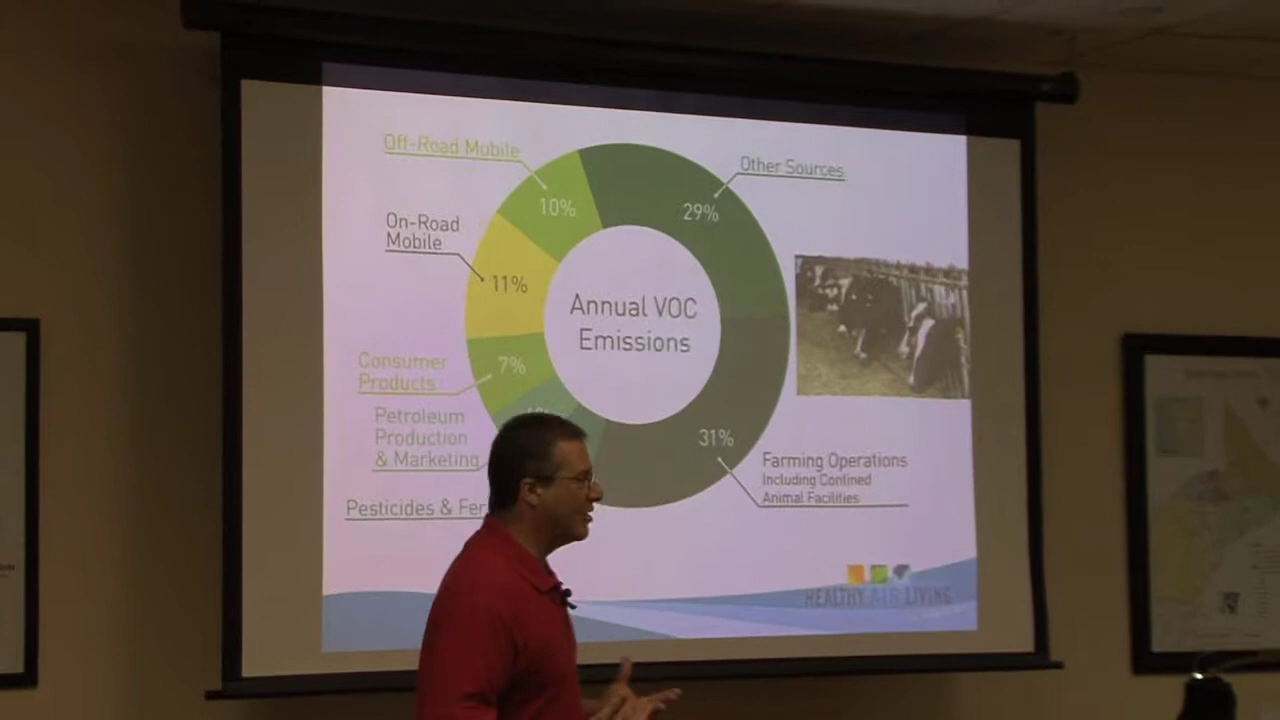 Off-Road Mobile
Other Sources
10%
29%
On-Road
Mobile
11%
Annual VOC
Emissions
Consumer
Products
7%
Petroleum
Production
& Marketing
31%
Farming Operations
Including Confined
Animal Facilities
Pesticides &
HEALTHY AIR LIVING